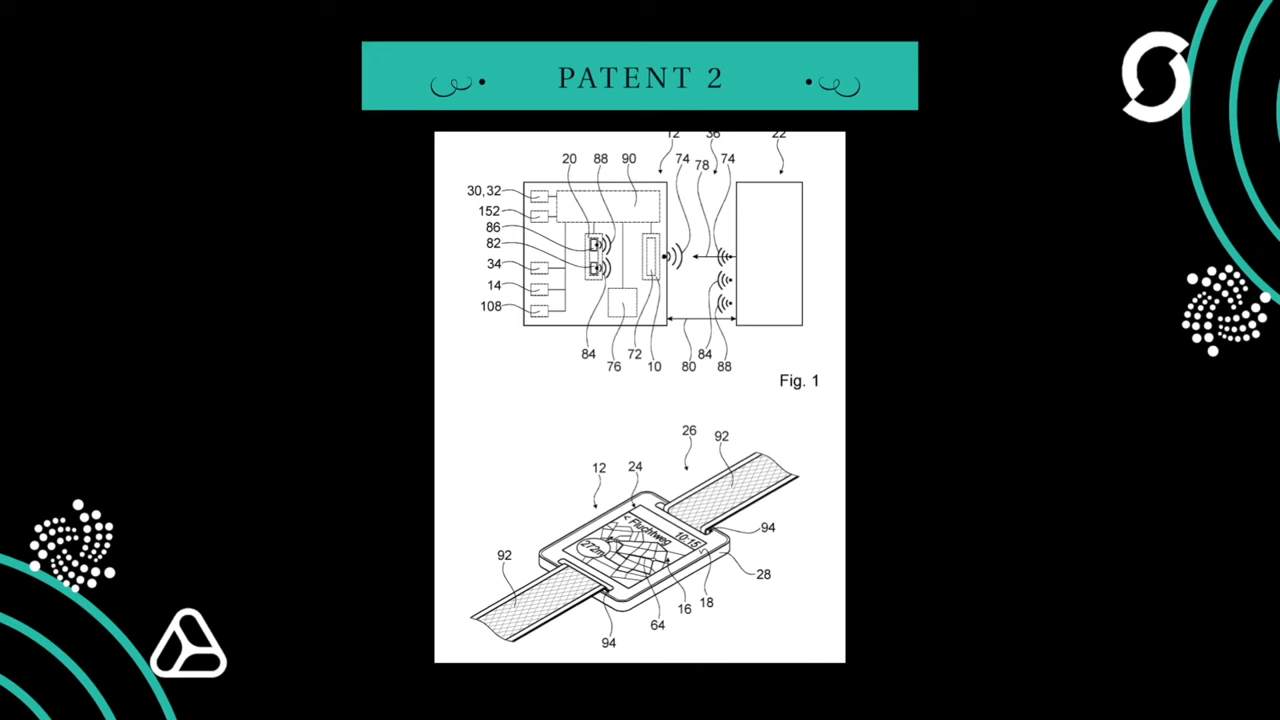 PATENT 2
12 36 22
20 88 90 74 78 74
30,32
152
86
82
34
14
108
84 76 72 10 80 84 88
Fig. 1
26 92
12 24
< Fluchtweg 10:15
272m
94
92
28
18
16
64
94